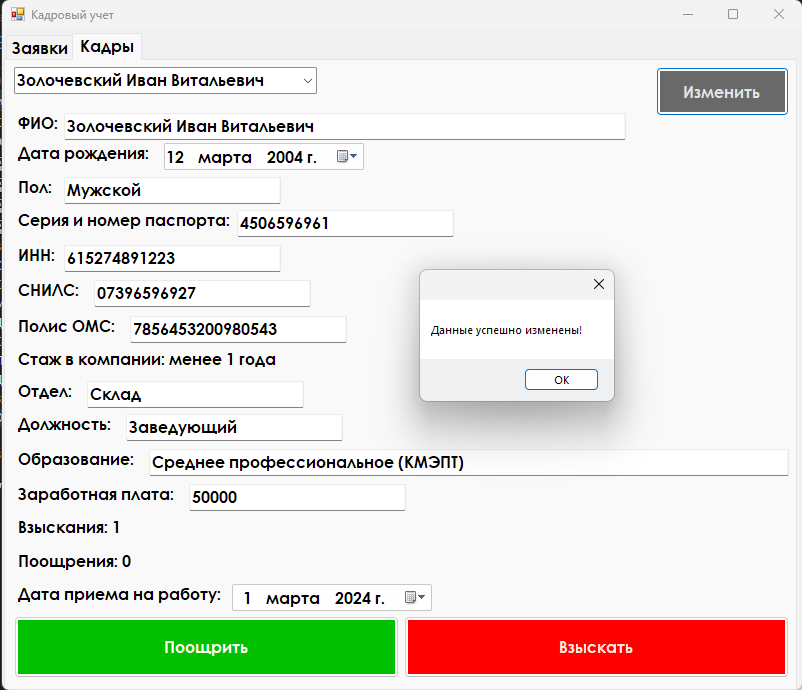 Кадровый учет
Заявки Кадры
Золочевский Иван Витальевич
Изменить
ФИО: Золочевский Иван Витальевич
Дата рождения: 12 марта 2004 г.
Пол: Мужской
Серия и номер паспорта: 4506596961
ИНН: 615274891223
СНИЛС: 07396596927
Полис ОМС: 7856453200980543
Стаж в компании: менее 1 года
Отдел: Склад
Должность: Заведующий
Образование: Среднее профессиональное (КМЭПТ)
Заработная плата: 50000
Взыскания: 1
Поощрения: 0
Дата приема на работу: 1 марта 2024 г.
Поощрить Взыскать
Данные успешно изменены!
ОК